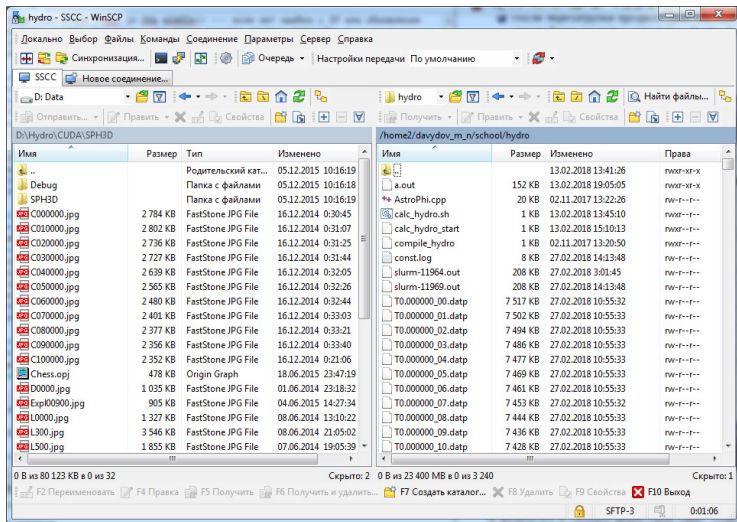 hydro - SSCC - WinSCP
Локально Выбор Файлы Команды Соединение Параметры Сервер Справка
Синхронизация... Очередь Настройки передачи По умолчанию
SSCC Новое соединение...
D: Data hydro Найти файлы...
Отправить... Править Свойства Получить Править Свойства
D:\Hydro\CUDA\SPH3D /home2/davydov_m_n/school/hydro
Имя Размер Тип Изменено Имя Размер Изменено Права
.. Родительский кат... 05.12.2015 10:16:19 .. 13.02.2018 13:41:26 rwxr-xr-x
Debug Папка с файлами 05.12.2015 10:16:18 a.out 152 KB 13.02.2018 19:05:05 rwxr-xr-x
SPH3D Папка с файлами 05.12.2015 10:16:19 AstroPhi.cpp 20 KB 02.11.2017 13:22:26 rw-r--r--
C000000.jpg 2 784 KB FastStone JPG File 16.12.2014 0:30:45 calc_hydro.sh 1 KB 13.02.2018 13:45:10 rwxr--r--
C010000.jpg 2 802 KB FastStone JPG File 16.12.2014 0:31:07 calc_hydro_start 1 KB 13.02.2018 15:10:13 rwxr--r--
C020000.jpg 2 736 KB FastStone JPG File 16.12.2014 0:31:25 compile_hydro 1 KB 02.11.2017 13:20:50 rwxr--r--
C030000.jpg 2 727 KB FastStone JPG File 16.12.2014 0:31:44 const.log 8 KB 27.02.2018 14:13:48 rw-r--r--
C040000.jpg 2 639 KB FastStone JPG File 16.12.2014 0:32:05 slurm-11964.out 208 KB 27.02.2018 3:01:45 rw-r--r--
C050000.jpg 2 565 KB FastStone JPG File 16.12.2014 0:32:26 slurm-11969.out 208 KB 27.02.2018 14:13:48 rw-r--r--
C060000.jpg 2 480 KB FastStone JPG File 16.12.2014 0:32:44 T0.000000_00.datp 7 517 KB 27.02.2018 10:55:32 rw-r--r--
C070000.jpg 2 401 KB FastStone JPG File 16.12.2014 0:33:03 T0.000000_01.datp 7 502 KB 27.02.2018 10:55:33 rw-r--r--
C080000.jpg 2 377 KB FastStone JPG File 16.12.2014 0:33:21 T0.000000_02.datp 7 494 KB 27.02.2018 10:55:33 rw-r--r--
C090000.jpg 2 356 KB FastStone JPG File 16.12.2014 0:33:40 T0.000000_03.datp 7 486 KB 27.02.2018 10:55:33 rw-r--r--
C100000.jpg 2 352 KB FastStone JPG File 16.12.2014 0:21:06 T0.000000_04.datp 7 477 KB 27.02.2018 10:55:33 rw-r--r--
Chess.opj 478 KB Origin Graph 18.06.2015 23:47:19 T0.000000_05.datp 7 469 KB 27.02.2018 10:55:33 rw-r--r--
D0000.jpg 1 035 KB FastStone JPG File 01.06.2014 23:18:32 T0.000000_06.datp 7 461 KB 27.02.2018 10:55:33 rw-r--r--
Expl00900.jpg 905 KB FastStone JPG File 04.06.2015 14:27:34 T0.000000_07.datp 7 453 KB 27.02.2018 10:55:32 rw-r--r--
L0000.jpg 1 327 KB FastStone JPG File 08.06.2014 13:10:22 T0.000000_08.datp 7 444 KB 27.02.2018 10:55:33 rw-r--r--
L300.jpg 3 546 KB FastStone JPG File 08.06.2014 21:05:02 T0.000000_09.datp 7 436 KB 27.02.2018 10:55:33 rw-r--r--
L500.jpg 1 855 KB FastStone JPG File 07.06.2014 19:05:39 T0.000000_10.datp 7 428 KB 27.02.2018 10:55:33 rw-r--r--
0 B из 80 123 KB в 0 из 32 Скрыто: 2 0 B из 23 400 MB в 0 из 3 240 Скрыто: 1
F2 Переименовать F4 Правка F5 Получить F6 Получить и удалить... F7 Создать каталог... F8 Удалить F9 Свойства F10 Выход
SFTP-3 0:01:06